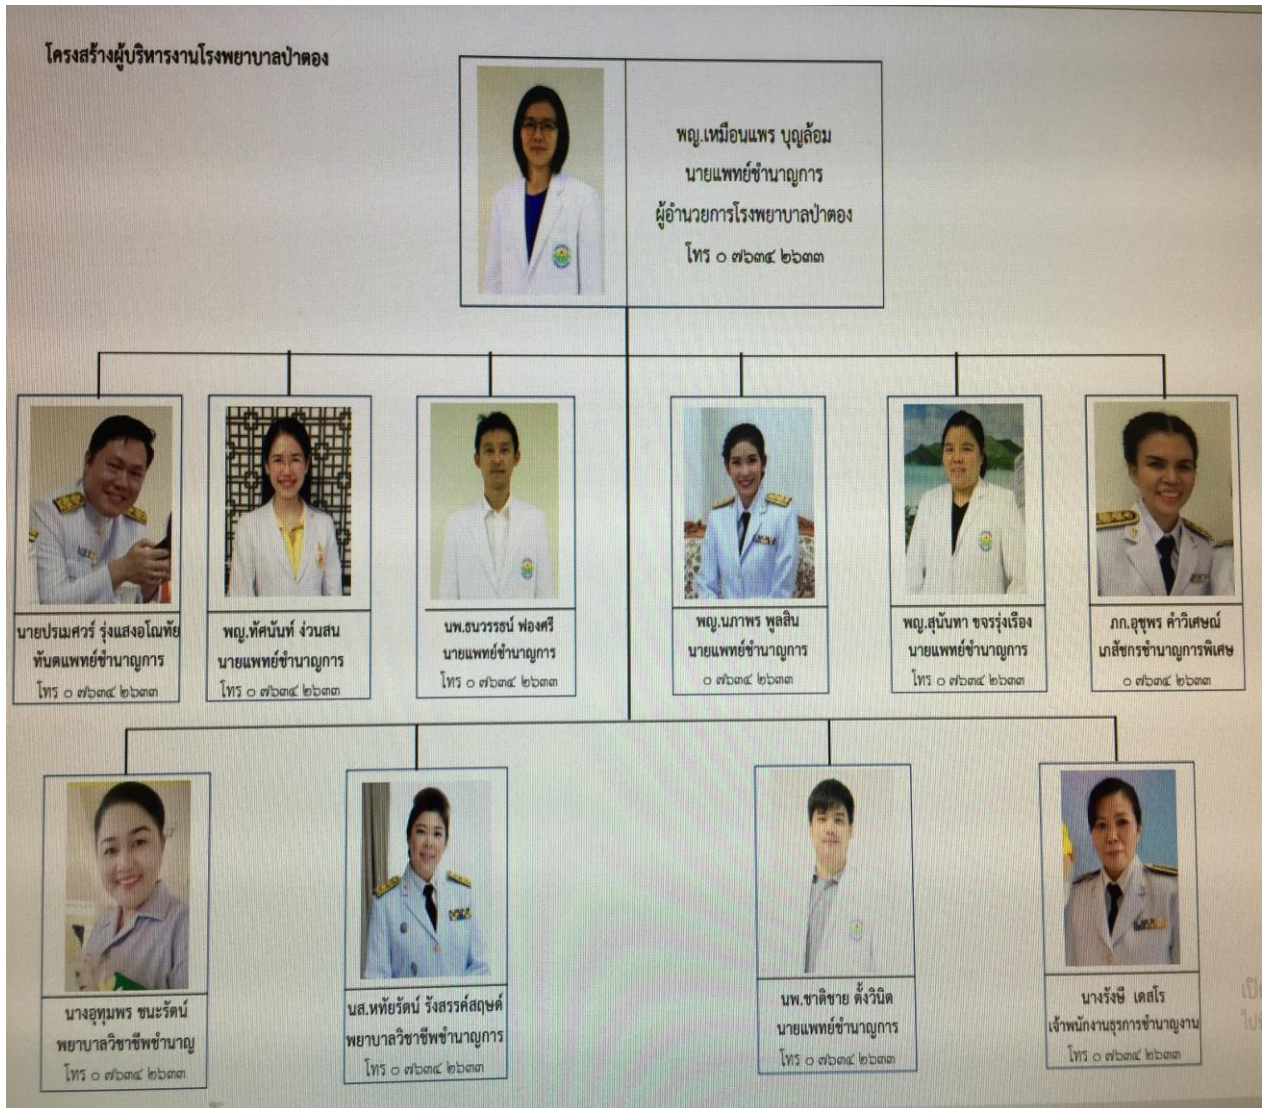 โครงสร้างผู้บริหารงานโรงพยาบาลป่าตอง
พญ.เหมือนแพร บุญล้อม
นายแพทย์ชำนาญการ
ผู้อำนวยการโรงพยาบาลป่าตอง
โทร ๐ ๗๖๓๔ ๒๖๓๓
นายปรเมศวร์ รุ่งแสงอโณทัย
ทันตแพทย์ชำนาญการ
โทร ๐ ๗๖๓๔ ๒๖๓๓
พญ.ทัศนันท์ ง่วนสน
นายแพทย์ชำนาญการ
โทร ๐ ๗๖๓๔ ๒๖๓๓
นพ.ธนวรรธน์ ฟองศรี
นายแพทย์ชำนาญการ
โทร ๐ ๗๖๓๔ ๒๖๓๓
พญ.นภาพร พูลสิน
นายแพทย์ชำนาญการ
๐ ๗๖๓๔ ๒๖๓๓
พญ.สุนันทา ขจรรุ่งเรือง
นายแพทย์ชำนาญการ
โทร ๐ ๗๖๓๔ ๒๖๓๓
ภก.อุชุพร คำวิเศษณ์
เภสัชกรชำนาญการพิเศษ
๐ ๗๖๓๔ ๒๖๓๓
นางอุทุมพร ชนะรัตน์
พยาบาลวิชาชีพชำนาญ
โทร ๐ ๗๖๓๔ ๒๖๓๓
นส.หทัยรัตน์ รังสรรค์สฤษด์
พยาบาลวิชาชีพชำนาญการ
โทร ๐ ๗๖๓๔ ๒๖๓๓
นพ.ชาติชาย ตั้งวินิต
นายแพทย์ชำนาญการ
โทร ๐ ๗๖๓๔ ๒๖๓๓
นางรังษี เดสโร
เจ้าพนักงานธุรการชำนาญงาน
โทร ๐ ๗๖๓๔ ๒๖๓๓